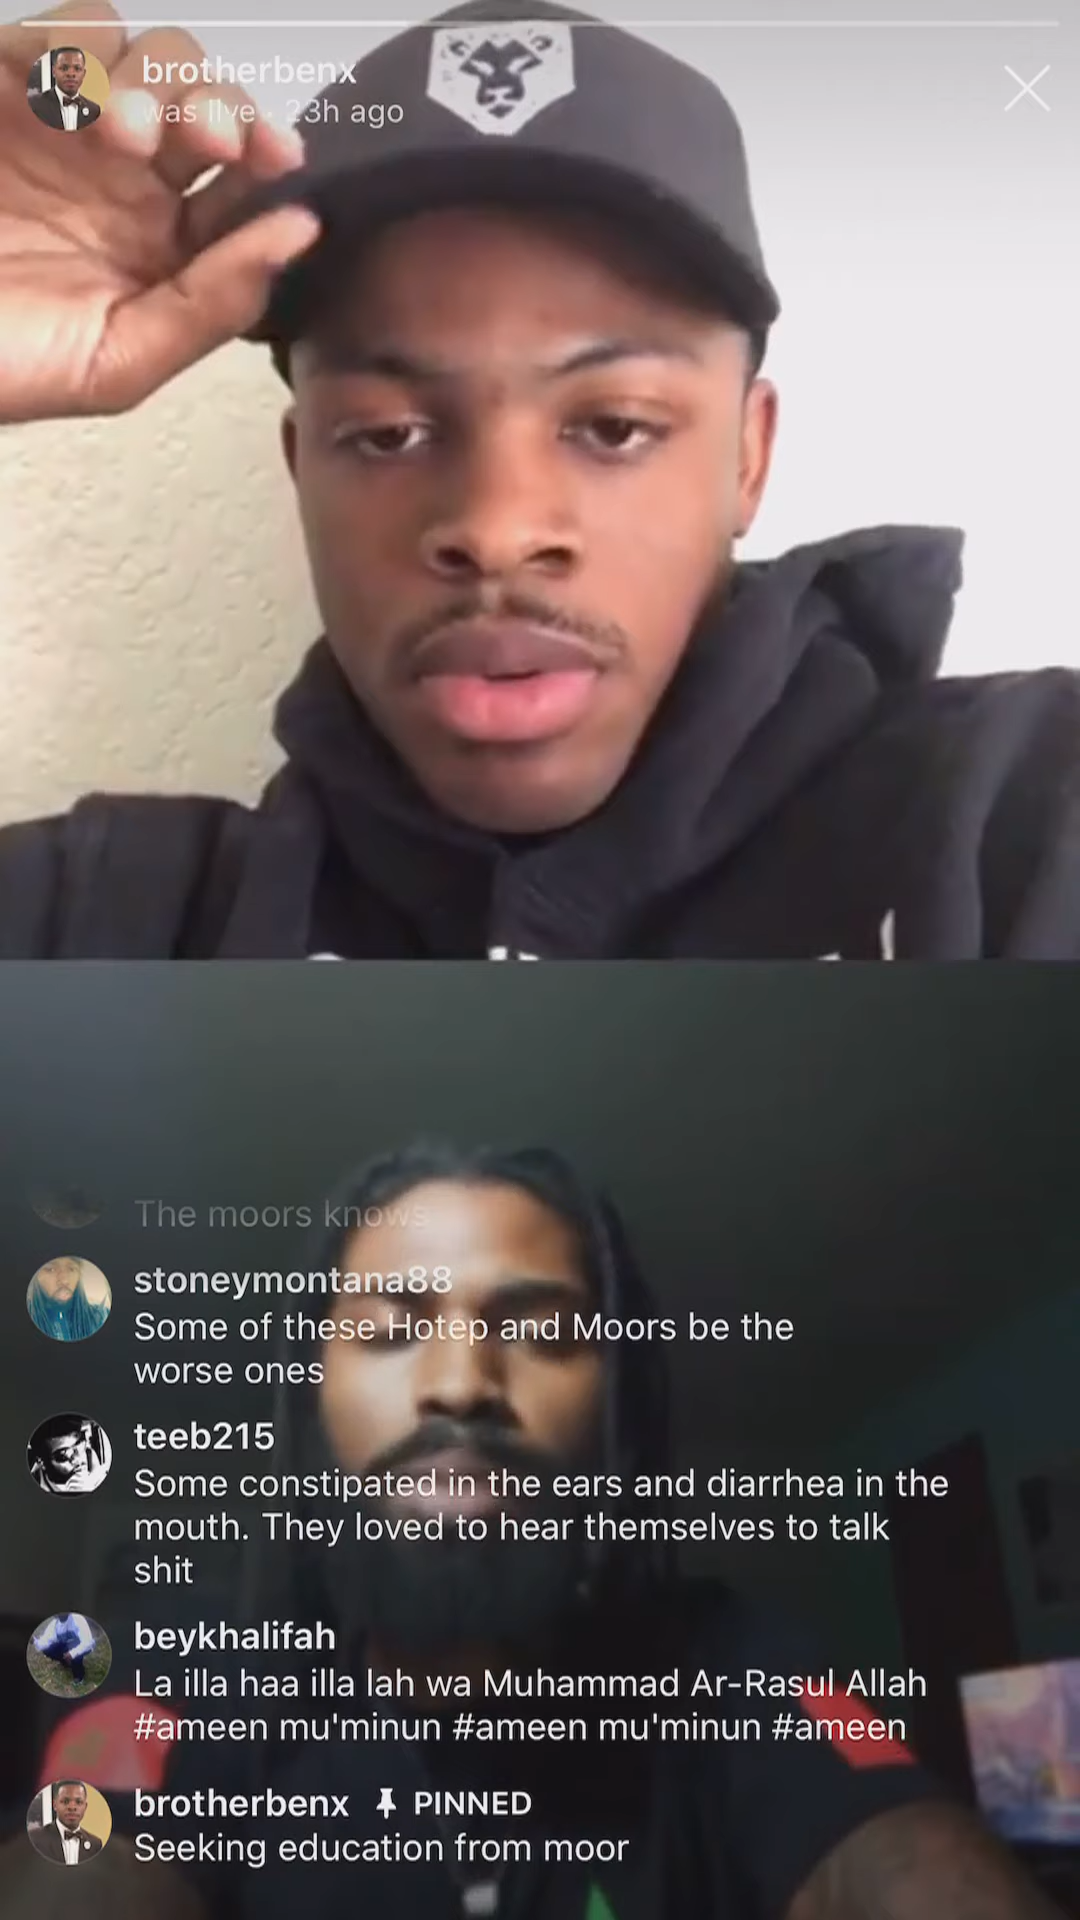 brotherbenx
was live · 23h ago
The moors knows
stoneymontana88
Some of these Hotep and Moors be the
worse ones
teeb215
Some constipated in the ears and diarrhea in the
mouth. They loved to hear themselves to talk
shit
beykhalifah
La illa haa illa lah wa Muhammad Ar-Rasul Allah
#ameen mu'minun #ameen mu'minun #ameen
brotherbenx PINNED
Seeking education from moor